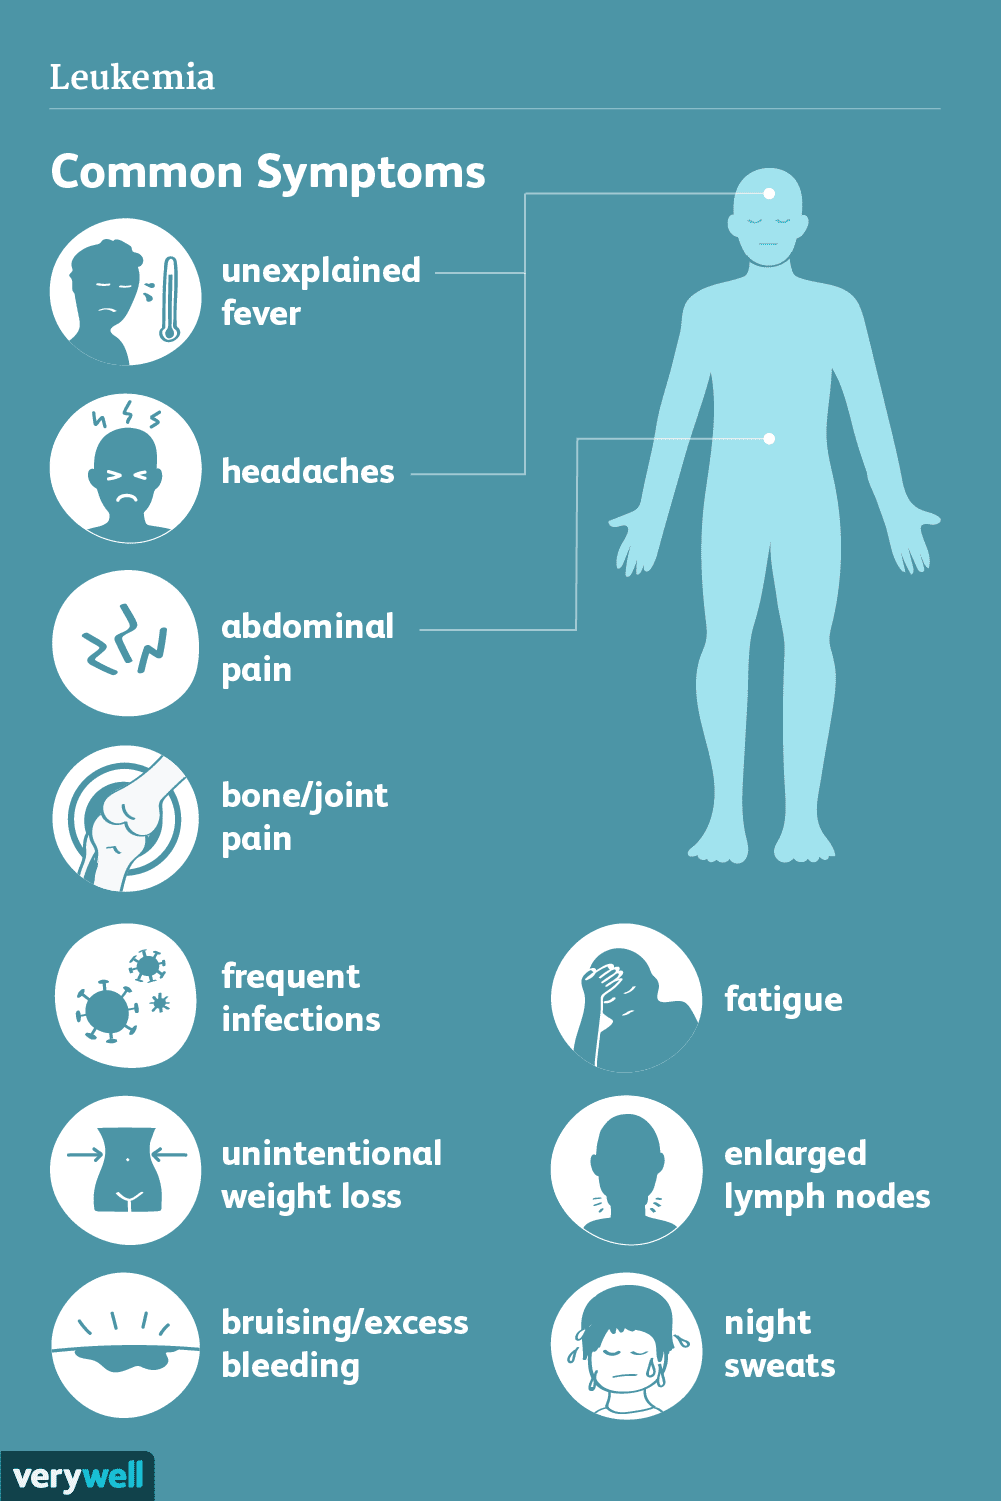 Leukemia
Common Symptoms
unexplained
fever
headaches
abdominal
pain
bone/joint
pain
frequent
infections
fatigue
unintentional
weight loss
enlarged
lymph nodes
bruising/excess
bleeding
night
sweats
verywell